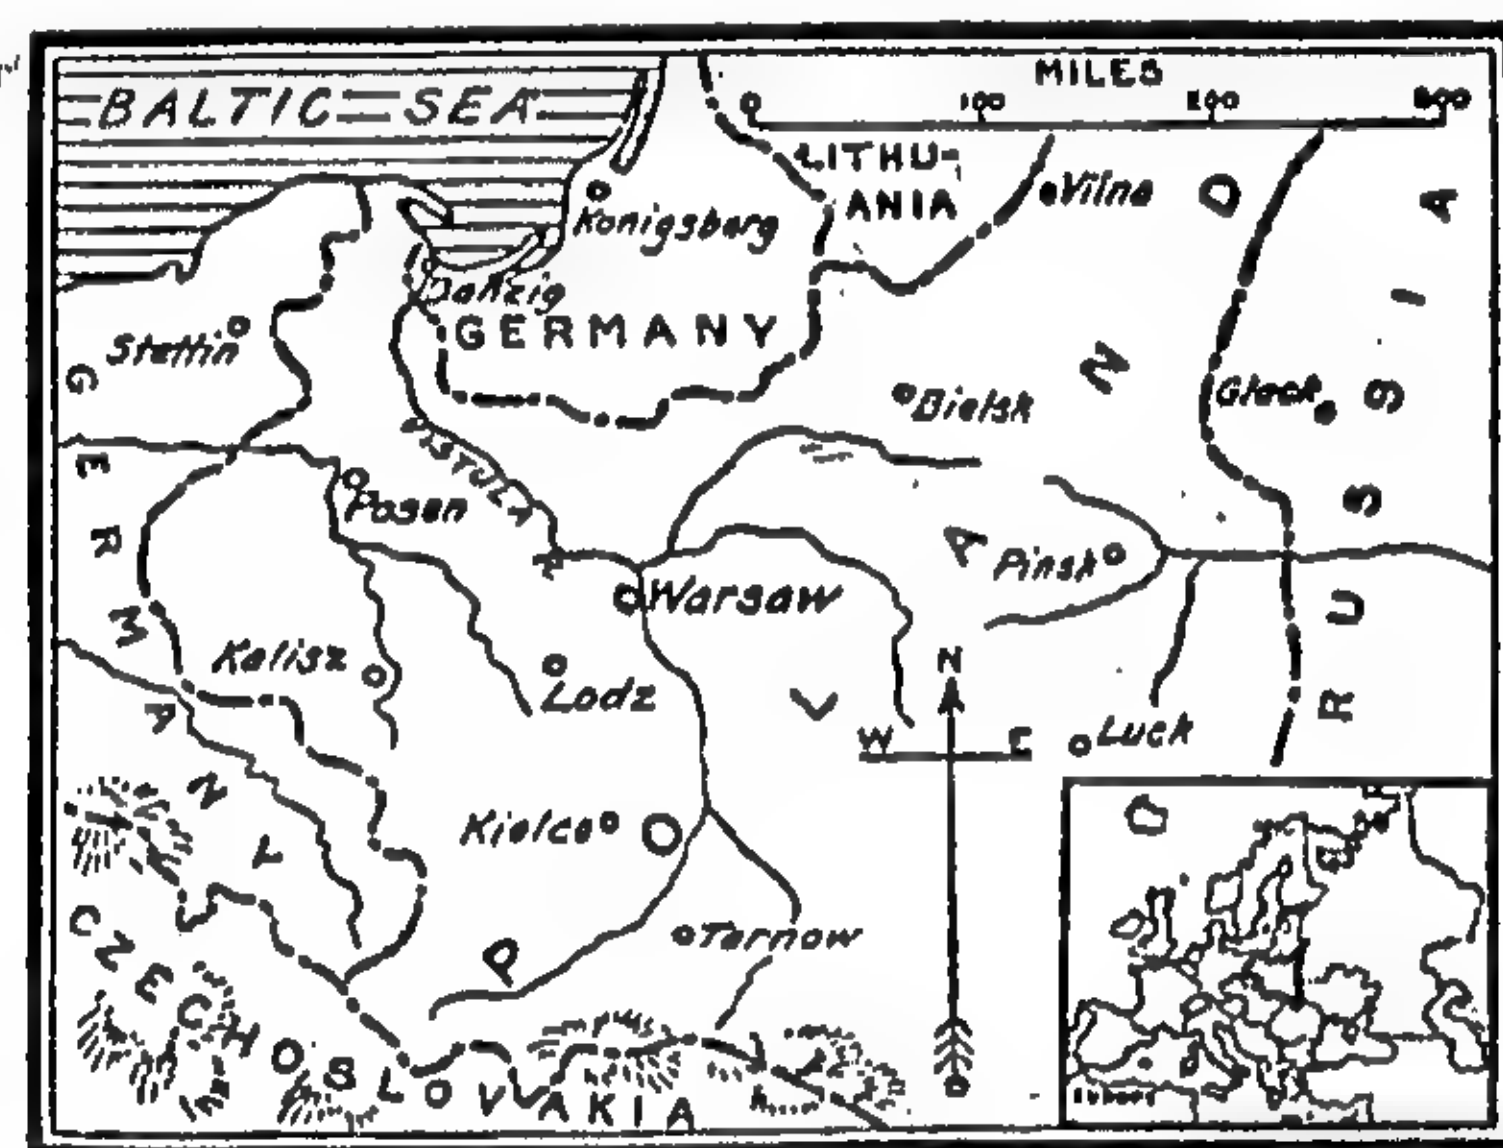 BALTIC SEA
MILES
0 100 200 300
LITHU-
ANIA
Vilna
Konigsberg
Danzig
GERMANY
Stettin
Bielsk
VISTULA
R
Posen
Pinsk
Warsaw
Kalisz
Lodz
N
W E
Luck
Kielce
Tarnow
GERMANY
POLAND
RUSSIA
CZECHOSLOVAKIA